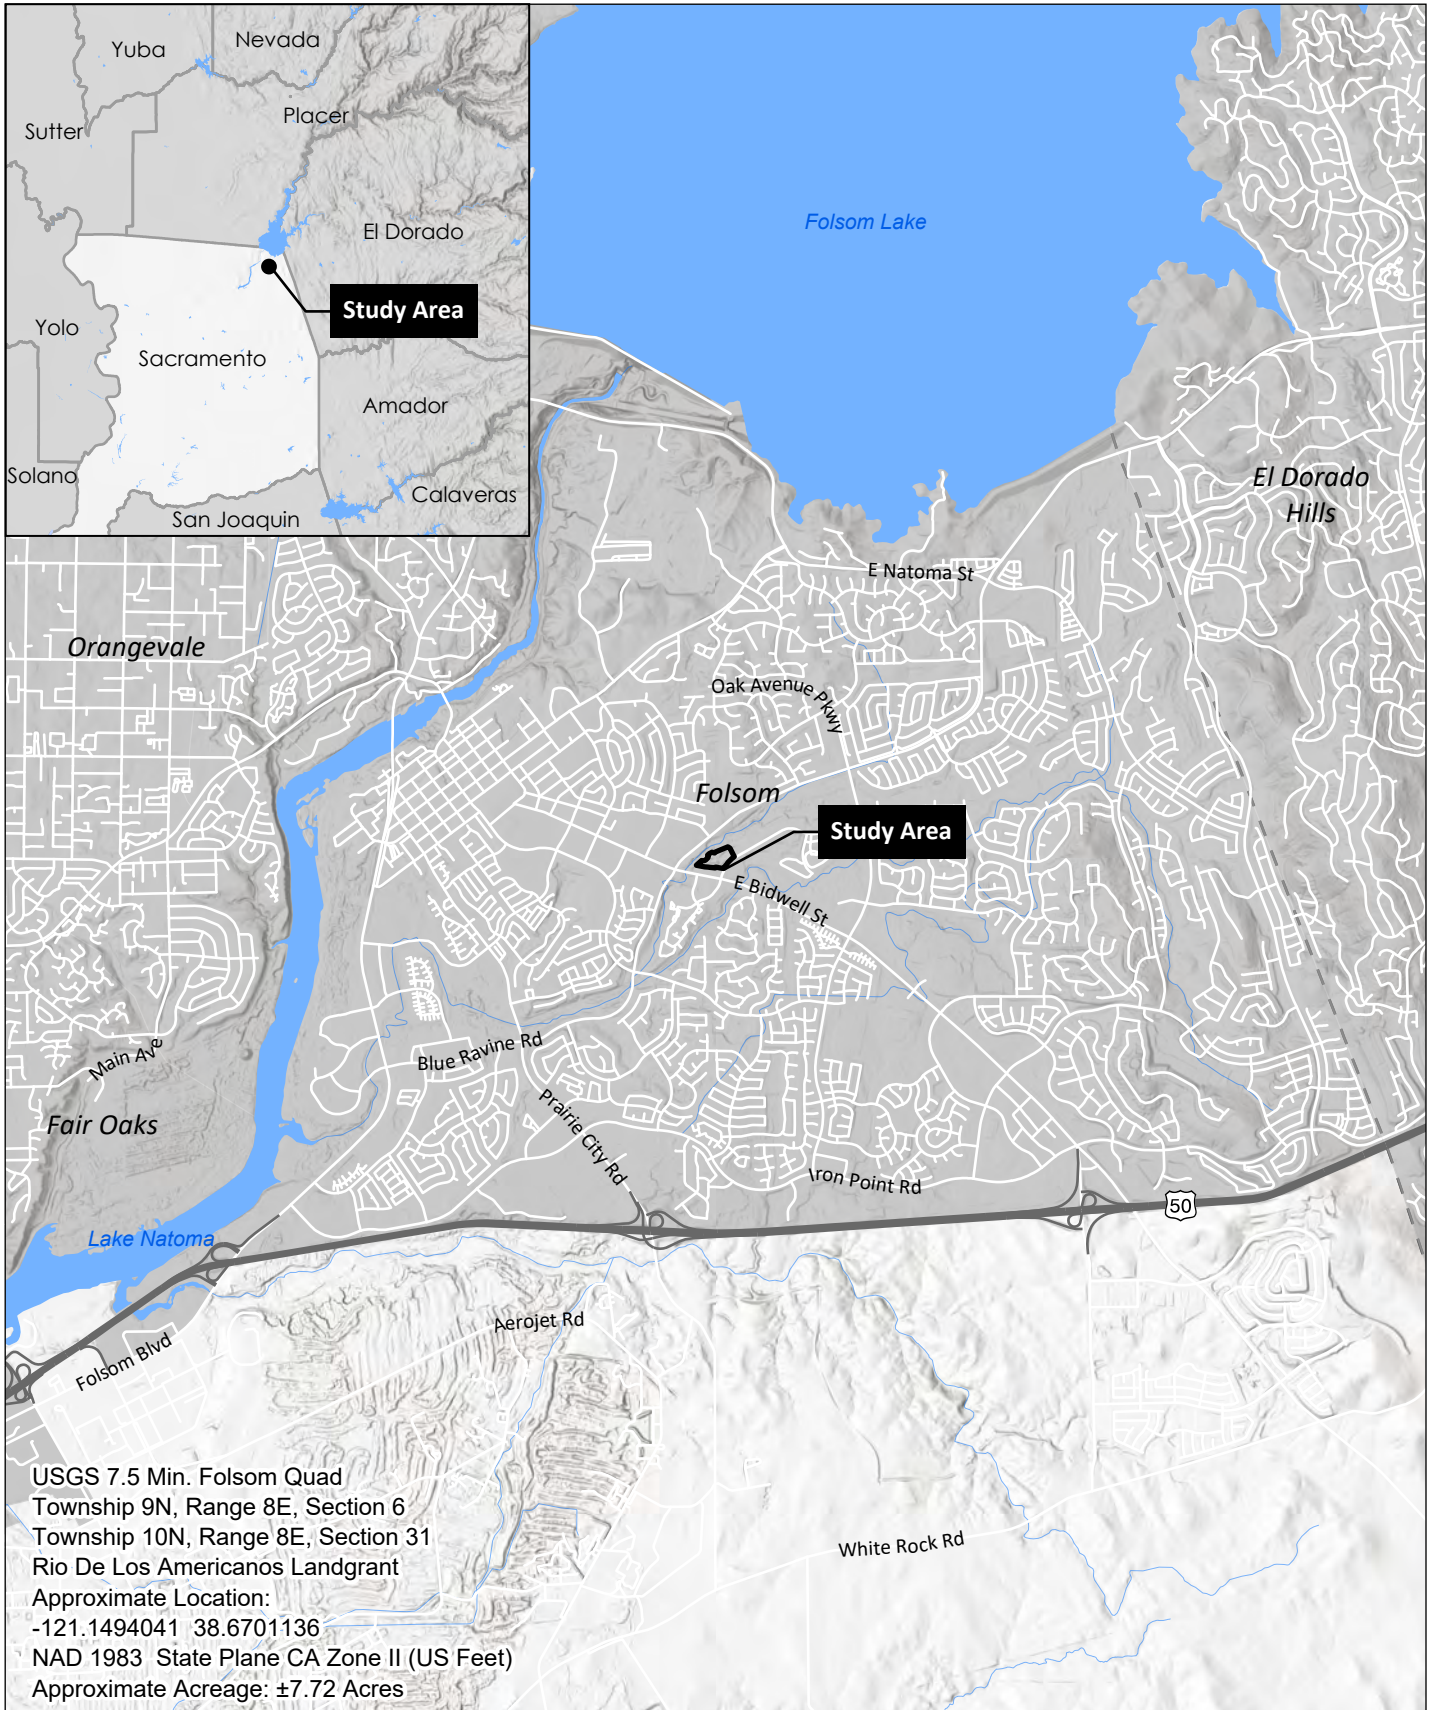 Yuba
Nevada
Placer
Sutter
El Dorado
Study Area
Yolo
Sacramento
Amador
Solano
Calaveras
San Joaquin
Folsom Lake
El Dorado
Hills
E Natoma St
Orangevale
Oak Avenue Pkwy
Folsom
Study Area
E Bidwell St
Blue Ravine Rd
Main Ave
Fair Oaks
Prairie City Rd
Iron Point Rd
50
Lake Natoma
Aerojet Rd
Folsom Blvd
White Rock Rd
USGS 7.5 Min. Folsom Quad
Township 9N, Range 8E, Section 6
Township 10N, Range 8E, Section 31
Rio De Los Americanos Landgrant
Approximate Location:
-121.1494041 38.6701136
NAD 1983 State Plane CA Zone II (US Feet)
Approximate Acreage: ±7.72 Acres